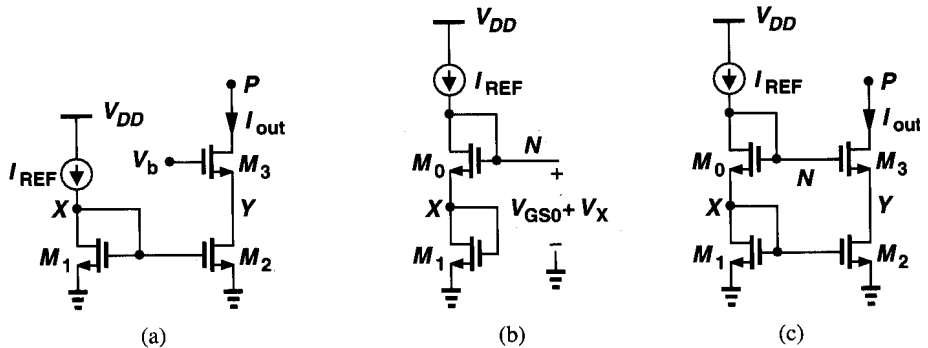 V_DD
I_REF
X
M_1
V_b
P
I_out
M_3
Y
M_2
(a)
V_DD
I_REF
N
M_0
+
X
V_GS0 + V_X
−
M_1
(b)
V_DD
I_REF
P
I_out
M_0
N
M_3
X
Y
M_1
M_2
(c)